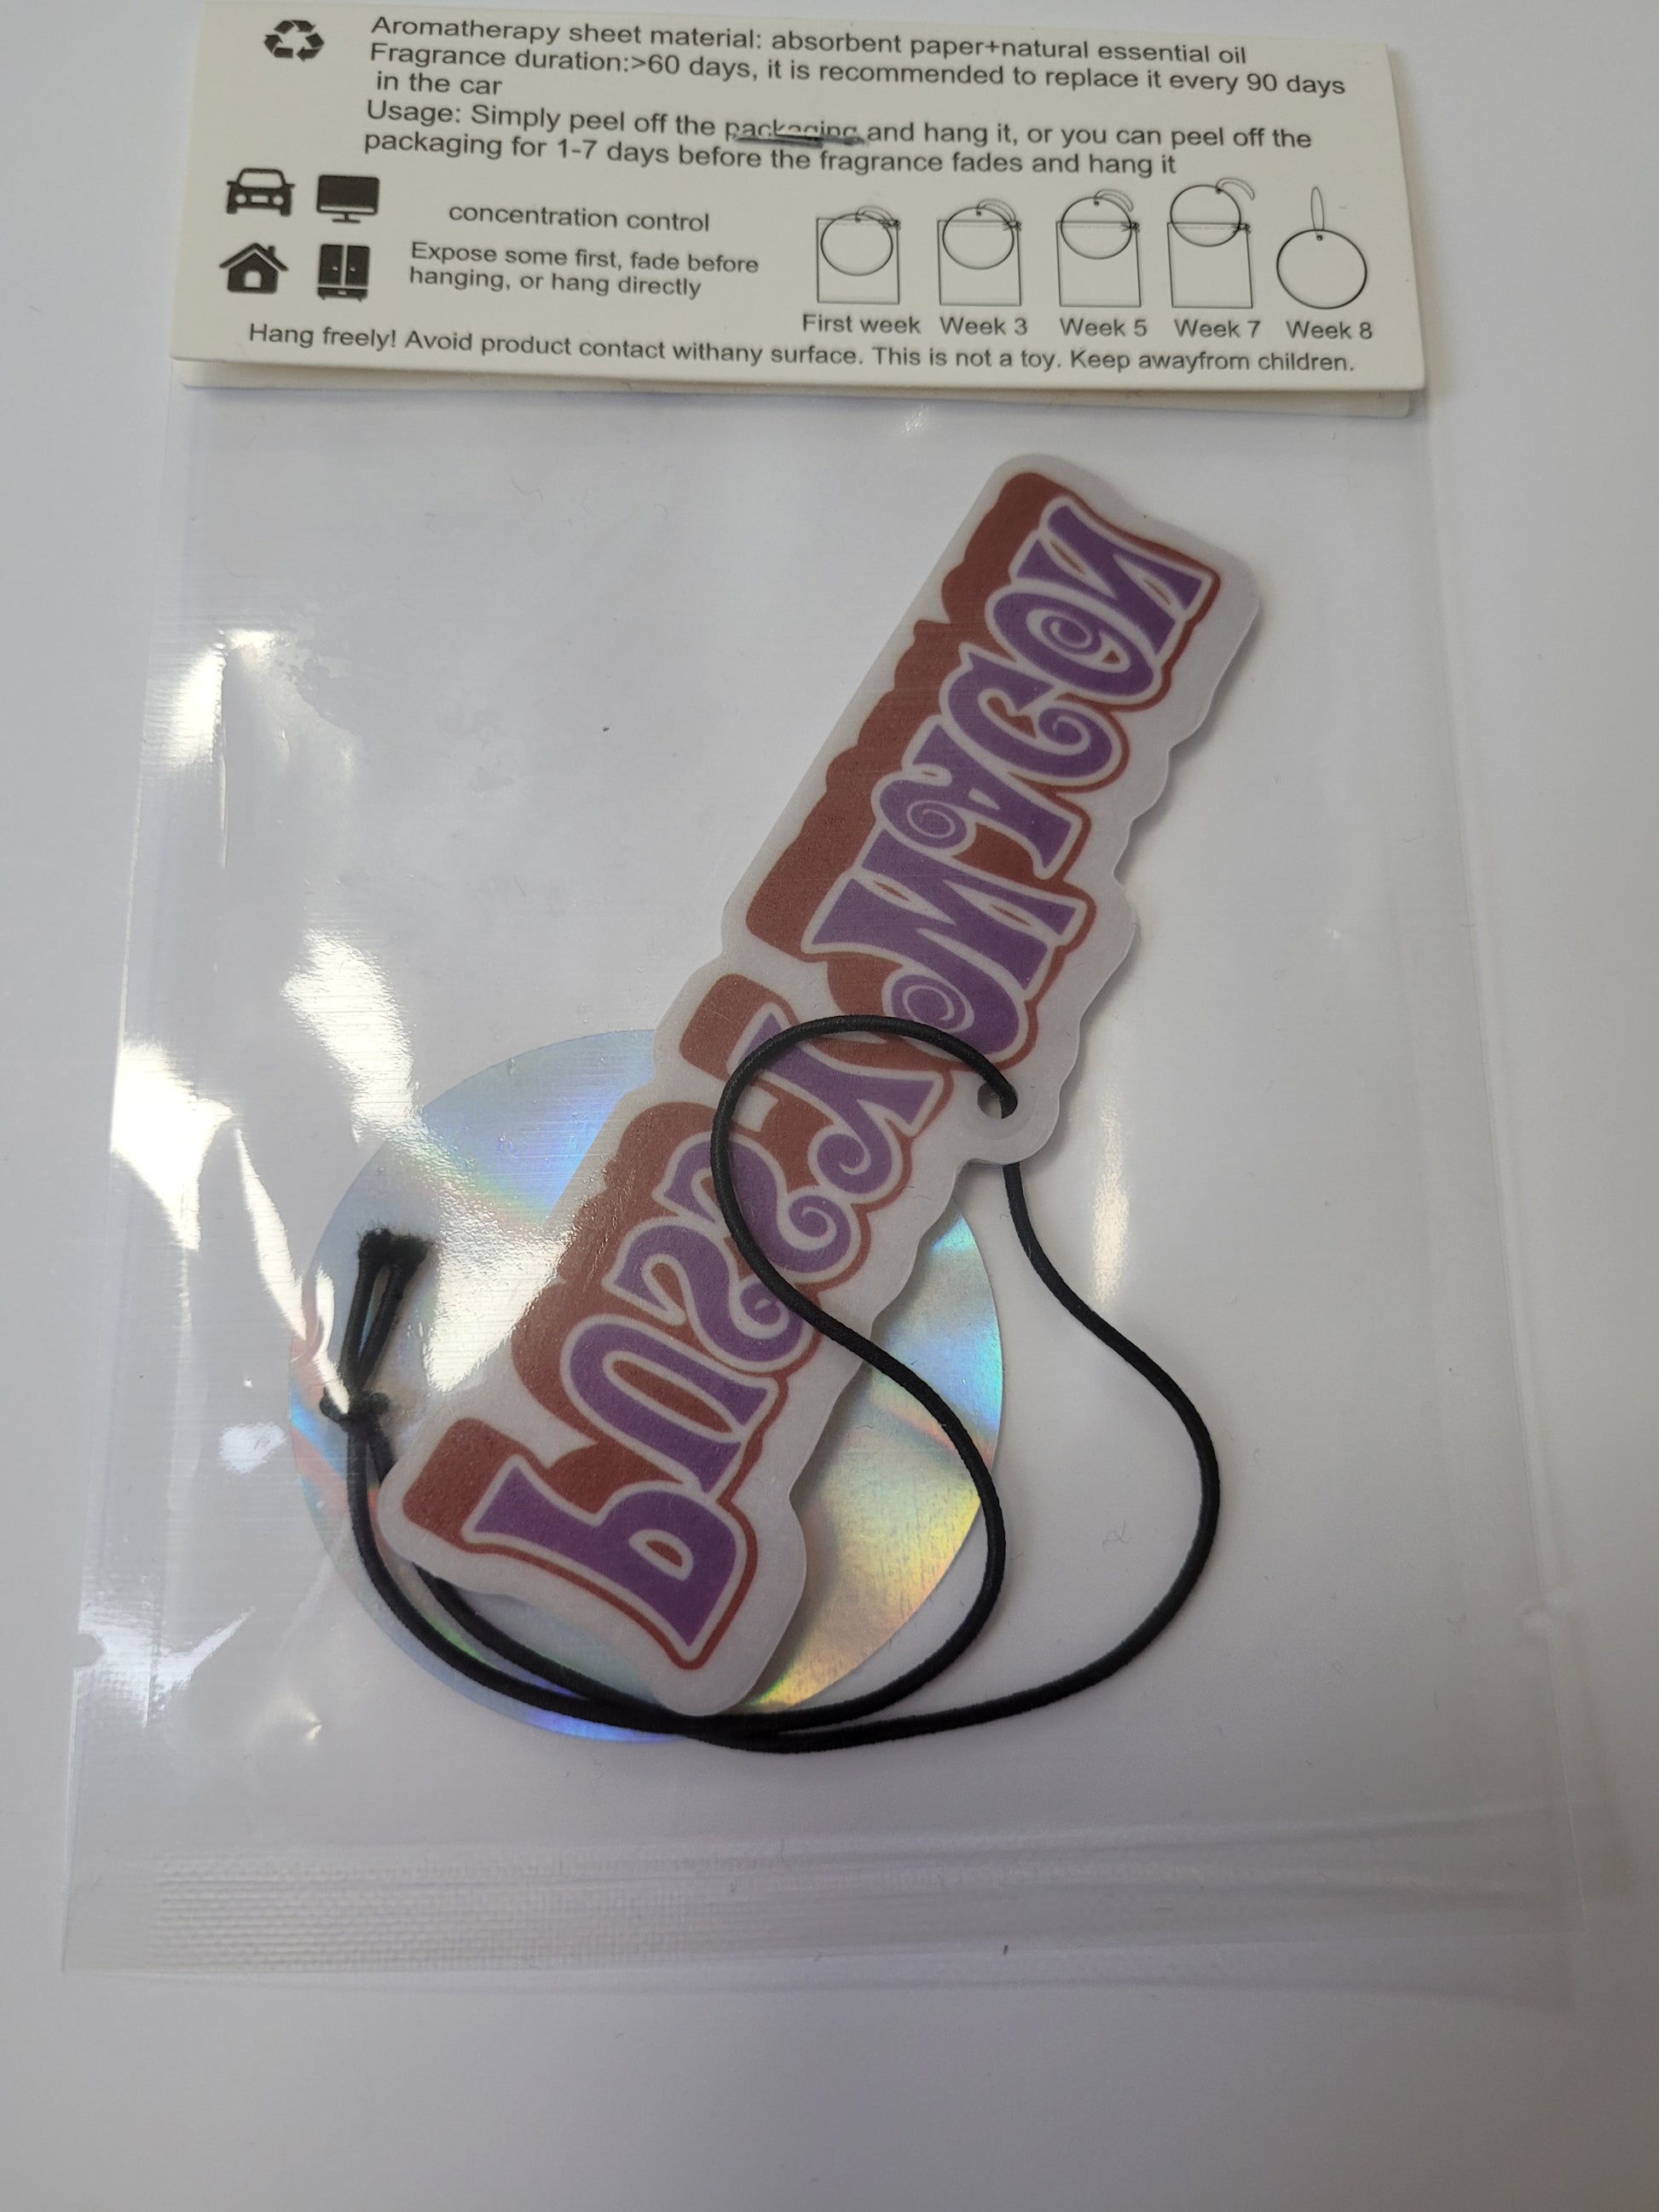 Aromatherapy sheet material: absorbent paper+natural essential oil
Fragrance duration:>60 days, it is recommended to replace it every 90 days
in the car
Usage: Simply peel off the packaging and hang it, or you can peel off the
packaging for 1-7 days before the fragrance fades and hang it
concentration control
Expose some first, fade before
hanging, or hang directly
First week Week 3 Week 5 Week 7 Week 8
Hang freely! Avoid product contact withany surface. This is not a toy. Keep awayfrom children.
PUSSY WAGON